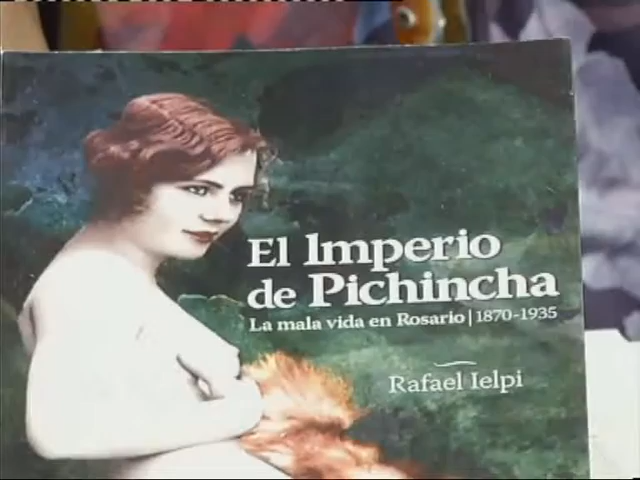 El Imperio
de Pichincha
La mala vida en Rosario | 1870-1935
Rafael Ielpi